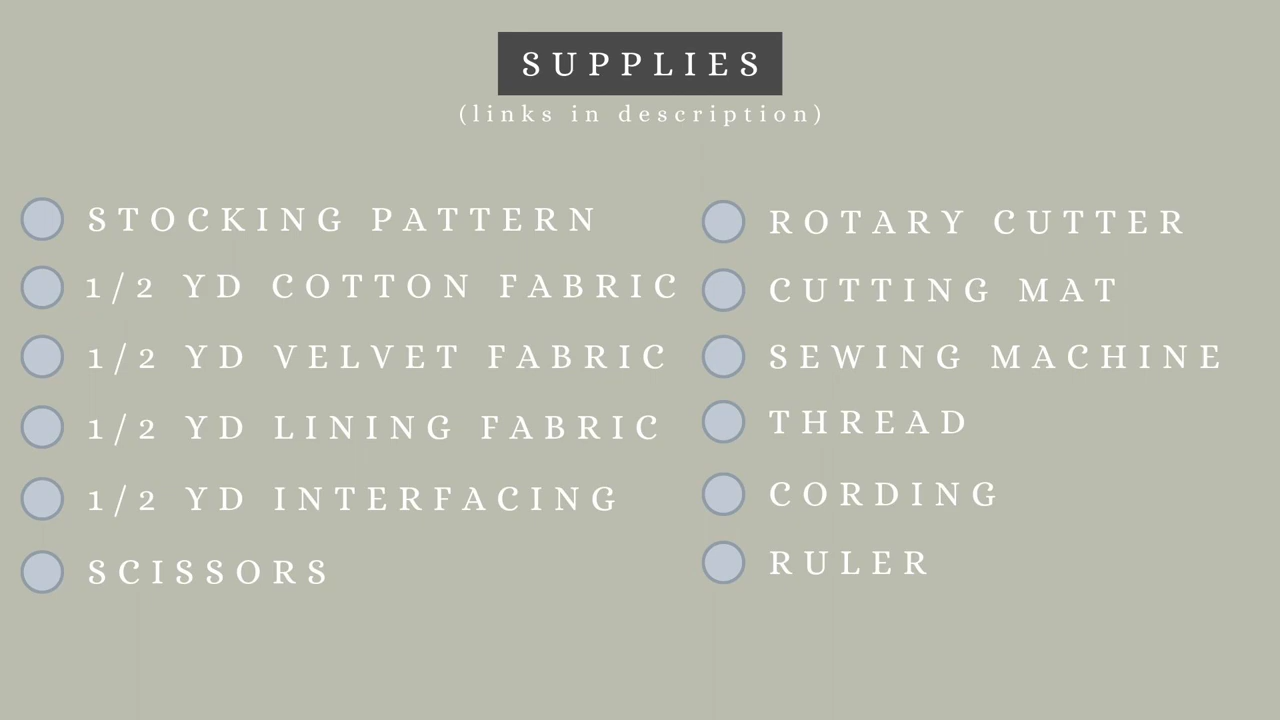 SUPPLIES
(links in description)
STOCKING PATTERN
1/2 YD COTTON FABRIC
1/2 YD VELVET FABRIC
1/2 YD LINING FABRIC
1/2 YD INTERFACING
SCISSORS
ROTARY CUTTER
CUTTING MAT
SEWING MACHINE
THREAD
CORDING
RULER